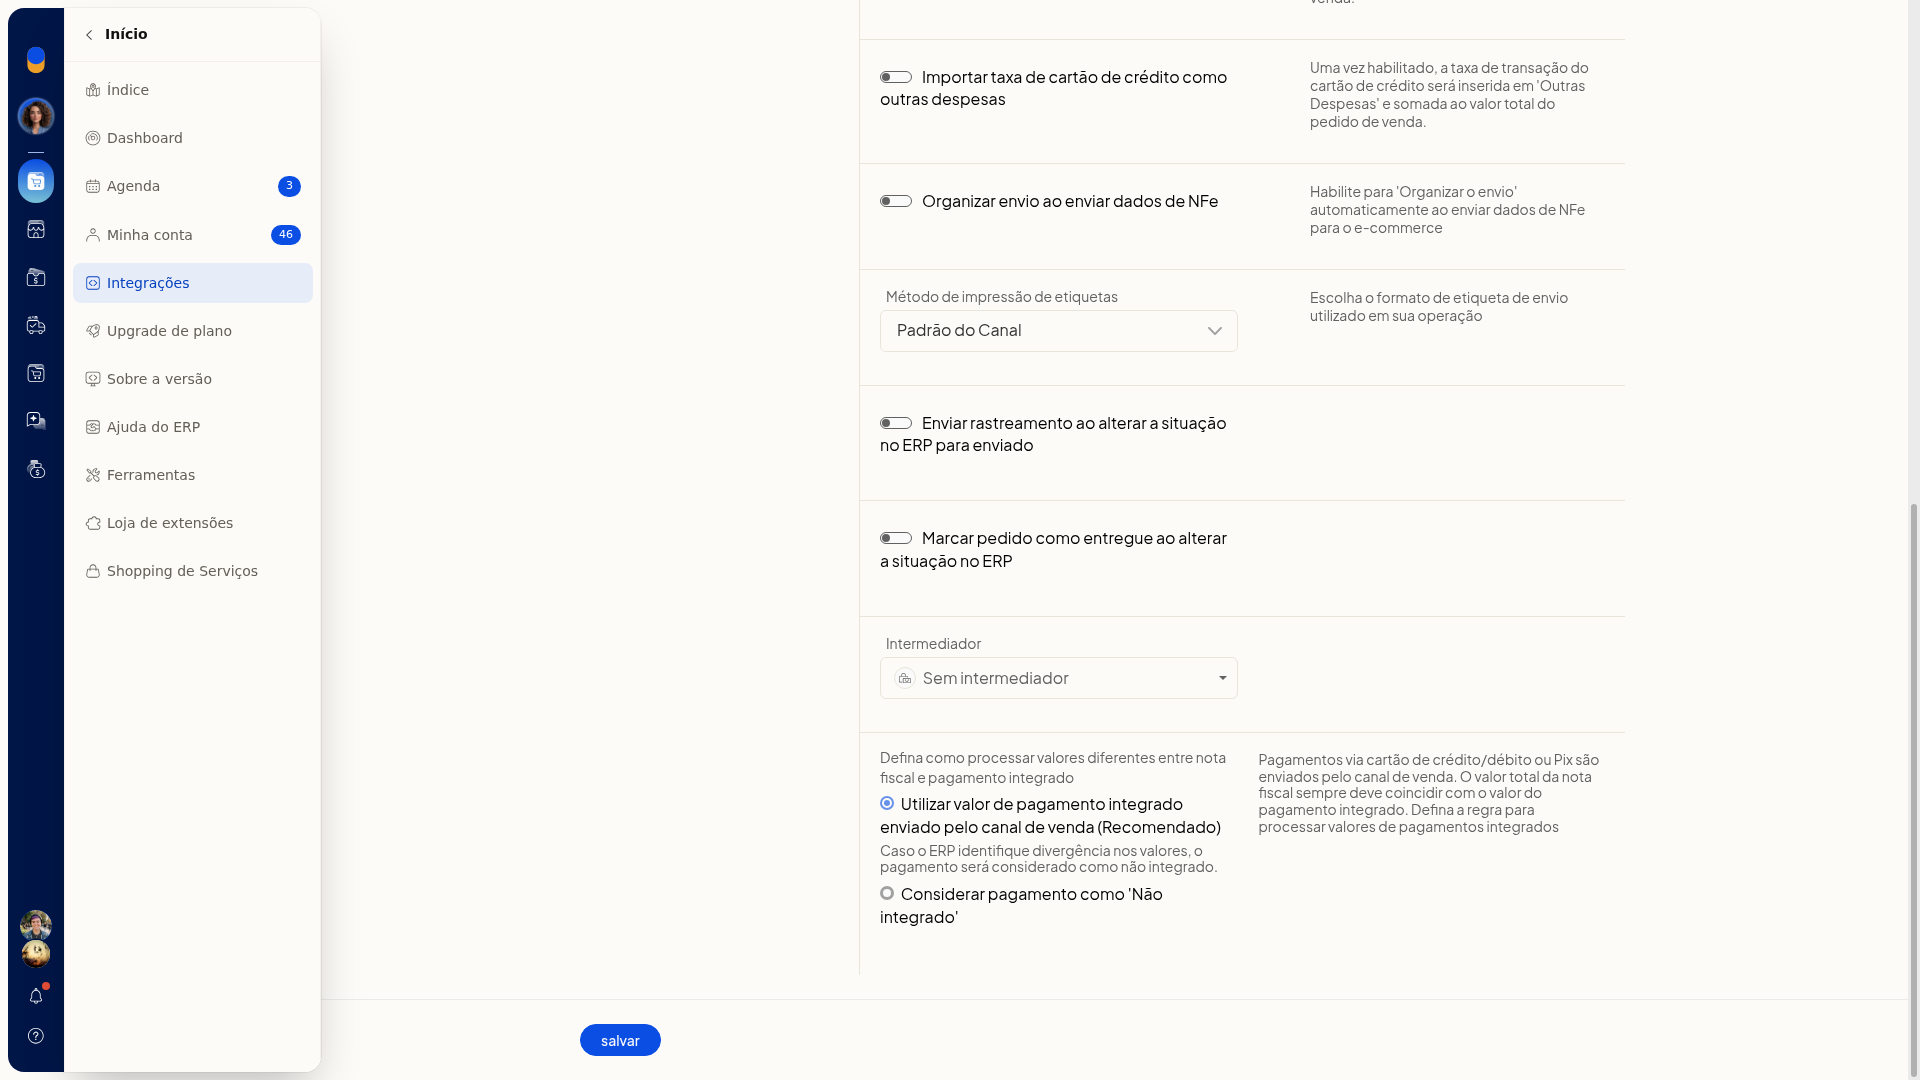 Início
Índice
Dashboard
Agenda
3
Minha conta
46
Integrações
Upgrade de plano
Sobre a versão
Ajuda do ERP
Ferramentas
Loja de extensões
Shopping de Serviços
venda.
Importar taxa de cartão de crédito como
outras despesas
Uma vez habilitado, a taxa de transação do
cartão de crédito será inserida em 'Outras
Despesas' e somada ao valor total do
pedido de venda.
Organizar envio ao enviar dados de NFe
Habilite para 'Organizar o envio'
automaticamente ao enviar dados de NFe
para o e-commerce
Método de impressão de etiquetas
Padrão do Canal
Escolha o formato de etiqueta de envio
utilizado em sua operação
Enviar rastreamento ao alterar a situação
no ERP para enviado
Marcar pedido como entregue ao alterar
a situação no ERP
Intermediador
Sem intermediador
Defina como processar valores diferentes entre nota
fiscal e pagamento integrado
Utilizar valor de pagamento integrado
enviado pelo canal de venda (Recomendado)
Caso o ERP identifique divergência nos valores, o
pagamento será considerado como não integrado.
Considerar pagamento como 'Não
integrado'
Pagamentos via cartão de crédito/débito ou Pix são
enviados pelo canal de venda. O valor total da nota
fiscal sempre deve coincidir com o valor do
pagamento integrado. Defina a regra para
processar valores de pagamentos integrados
salvar